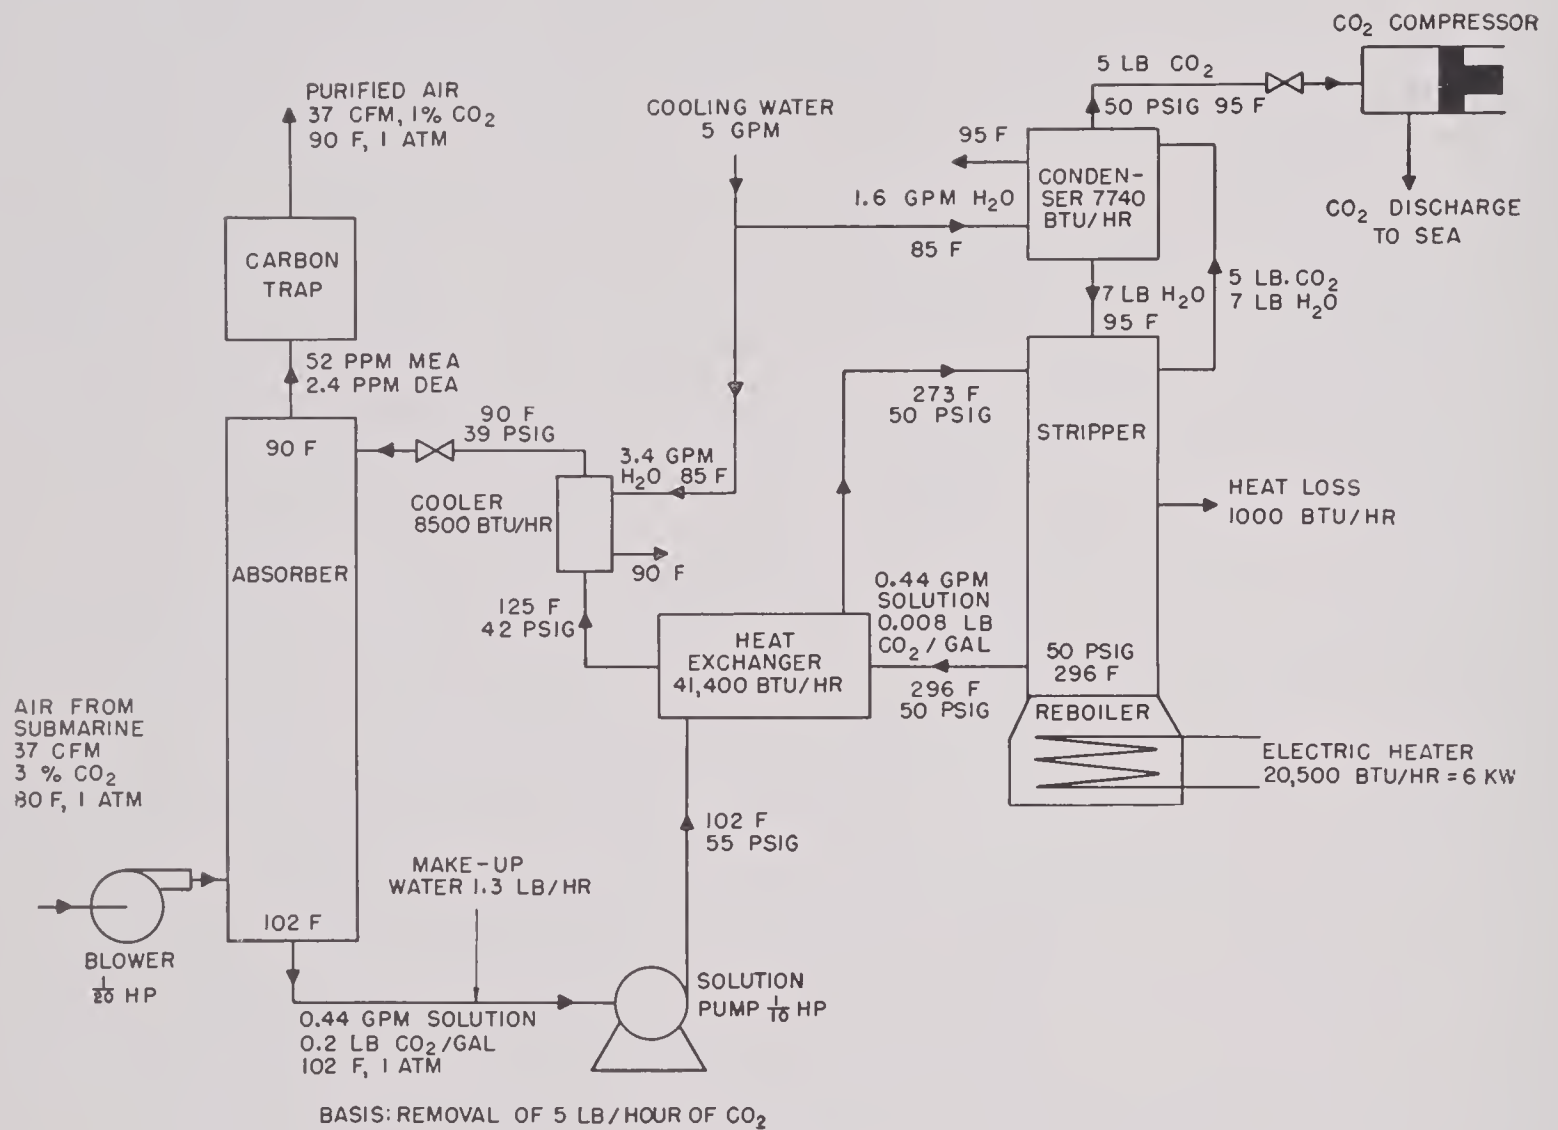 CO₂ COMPRESSOR
5 LB CO₂
50 PSIG 95 F
PURIFIED AIR
37 CFM, 1% CO₂
90 F, 1 ATM
COOLING WATER
5 GPM
95 F
CONDEN-
SER 7740
BTU/HR
1.6 GPM H₂O
85 F
CO₂ DISCHARGE
TO SEA
CARBON
TRAP
7 LB H₂O
95 F
5 LB. CO₂
7 LB H₂O
52 PPM MEA
2.4 PPM DEA
273 F
50 PSIG
90 F
39 PSIG
90 F
STRIPPER
3.4 GPM
H₂O 85 F
COOLER
8500 BTU/HR
HEAT LOSS
1000 BTU/HR
ABSORBER
90 F
0.44 GPM
SOLUTION
0.008 LB
CO₂/GAL
125 F
42 PSIG
HEAT
EXCHANGER
41,400 BTU/HR
50 PSIG
296 F
296 F
50 PSIG
AIR FROM
SUBMARINE
37 CFM
3 % CO₂
80 F, 1 ATM
REBOILER
ELECTRIC HEATER
20,500 BTU/HR = 6 KW
102 F
55 PSIG
MAKE-UP
WATER 1.3 LB/HR
102 F
BLOWER
1/20 HP
SOLUTION
PUMP 1/10 HP
0.44 GPM SOLUTION
0.2 LB CO₂/GAL
102 F, 1 ATM
BASIS: REMOVAL OF 5 LB/HOUR OF CO₂